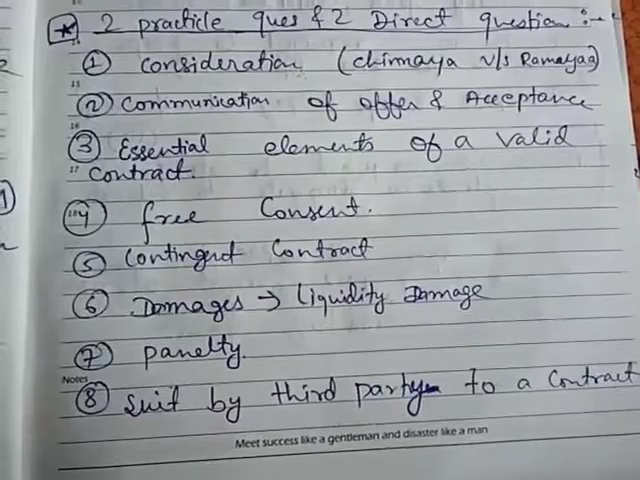 * 2 practicle ques & 2 Direct question :-
① Consideration (Chinnaya v/s Ramayaa)
② Communication of offer & Acceptance
③ Essential elements of a valid
Contract.
④ free Consent.
⑤ Contingent Contract
⑥ Damages → Liquidity Damage
⑦ Panelty.
Notes
⑧ Suit by third party to a Contract
Meet success like a gentleman and disaster like a man